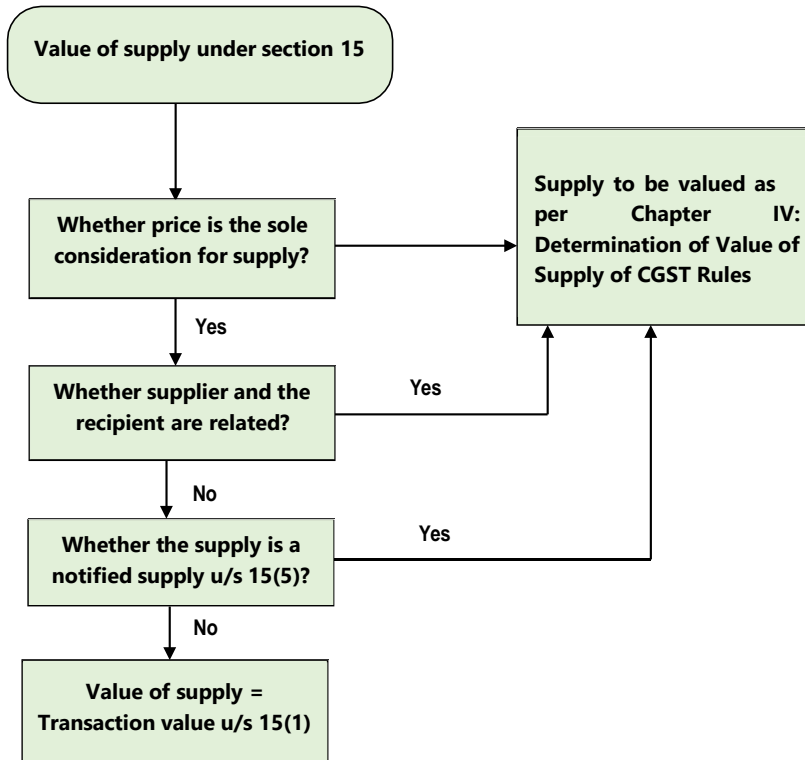 Value of supply under section 15
Whether price is the sole
consideration for supply?
Supply to be valued as
per Chapter IV:
Determination of Value of
Supply of CGST Rules
Yes
Whether supplier and the
recipient are related?
Yes
No
Whether the supply is a
notified supply u/s 15(5)?
Yes
No
Value of supply =
Transaction value u/s 15(1)